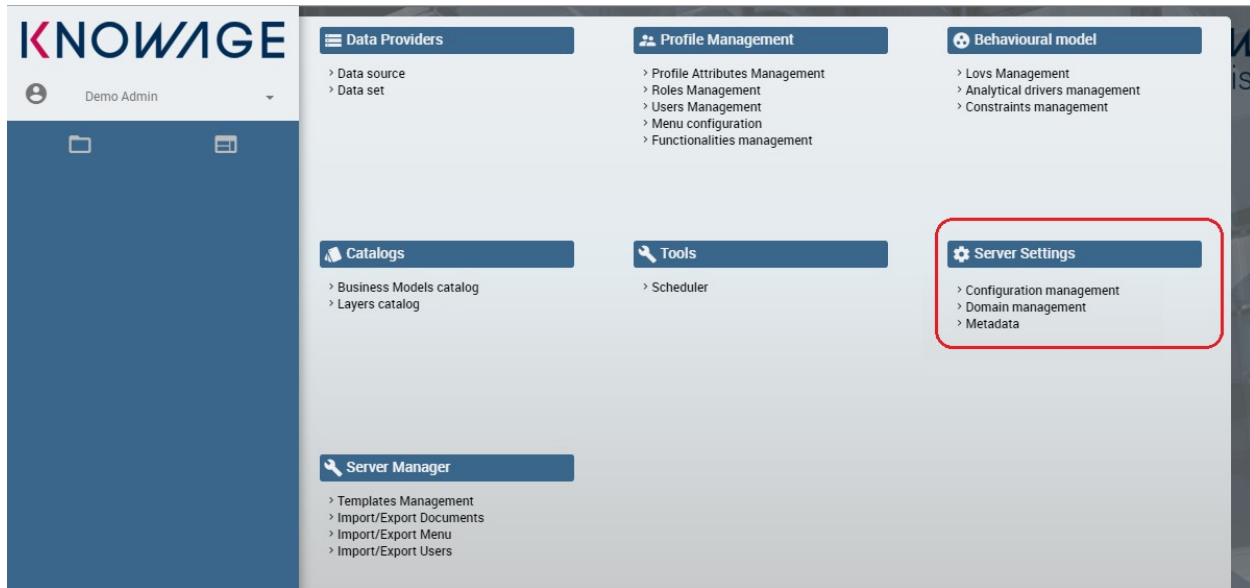 KNOWAGE
Demo Admin
Data Providers
Data source
Data set
Profile Management
Profile Attributes Management
Roles Management
Users Management
Menu configuration
Functionalities management
Behavioural model
Lovs Management
Analytical drivers management
Constraints management
Catalogs
Business Models catalog
Layers catalog
Tools
Scheduler
Server Settings
Configuration management
Domain management
Metadata
Server Manager
Templates Management
Import/Export Documents
Import/Export Menu
Import/Export Users